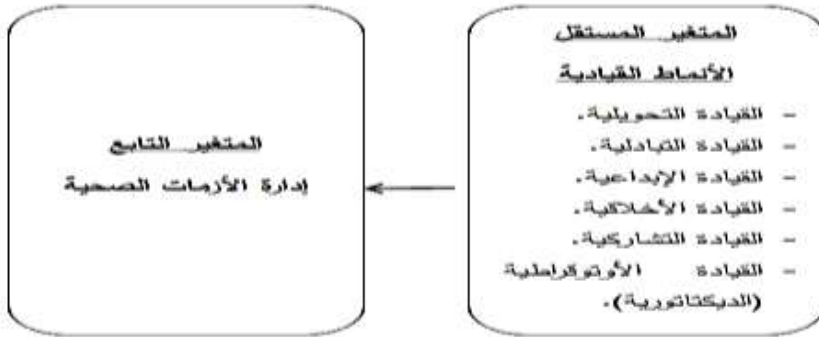 المتغير المستقل
الأنماط القيادية
- القيادة التحويلية.
- القيادة التبادلية.
- القيادة الإبداعية.
- القيادة الأخلاقية.
- القيادة التشاركية.
- القيادة الأوتوقراطية
(الديكتاتورية).
المتغير التابع
إدارة الأزمات الصحية